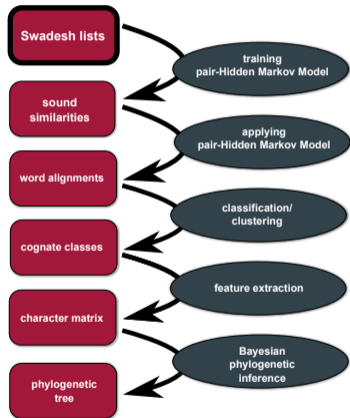 Swadesh lists
training
pair-Hidden Markov Model
sound
similarities
applying
pair-Hidden Markov Model
word alignments
classification/
clustering
cognate classes
feature extraction
character matrix
Bayesian
phylogenetic
inference
phylogenetic
tree